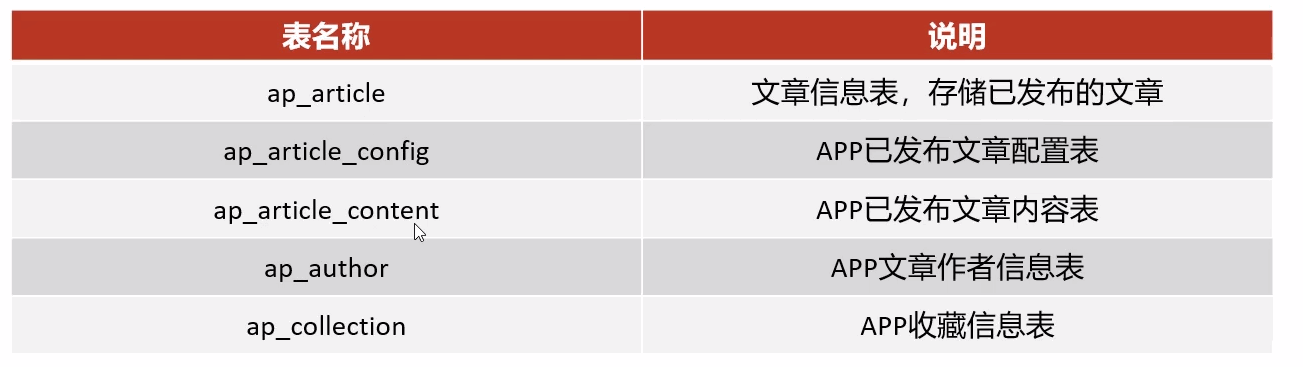 表名称 说明
ap_article 文章信息表，存储已发布的文章
ap_article_config APP已发布文章配置表
ap_article_content APP已发布文章内容表
ap_author APP文章作者信息表
ap_collection APP收藏信息表